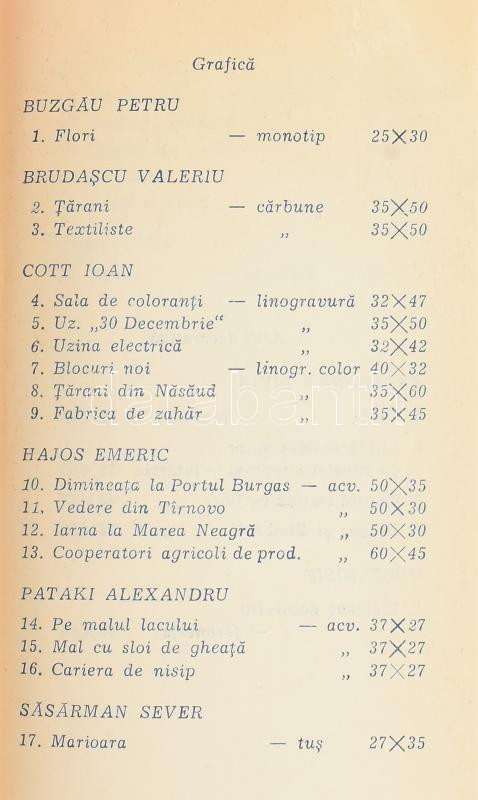 Grafică
BUZGĂU PETRU
1. Flori — monotip 25×30
BRUDAȘCU VALERIU
2. Țărani — cărbune 35×50
3. Textiliste „ 35×50
COTT IOAN
4. Sala de coloranți — linogravură 32×47
5. Uz. „30 Decembrie“ „ 35×50
6. Uzina electrică „ 32×42
7. Blocuri noi — linogr. color 40×32
8. Țărani din Năsăud „ 35×60
9. Fabrica de zahăr „ 35×45
HAJOS EMERIC
10. Dimineața la Portul Burgas — acv. 50×35
11. Vedere din Tîrnovo „ 50×30
12. Iarna la Marea Neagră „ 50×30
13. Cooperatori agricoli de prod. „ 60×45
PATAKI ALEXANDRU
14. Pe malul lacului — acv. 37×27
15. Mal cu sloi de gheață „ 37×27
16. Cariera de nisip „ 37×27
SĂSĂRMAN SEVER
17. Marioara — tuș 27×35
darabanth